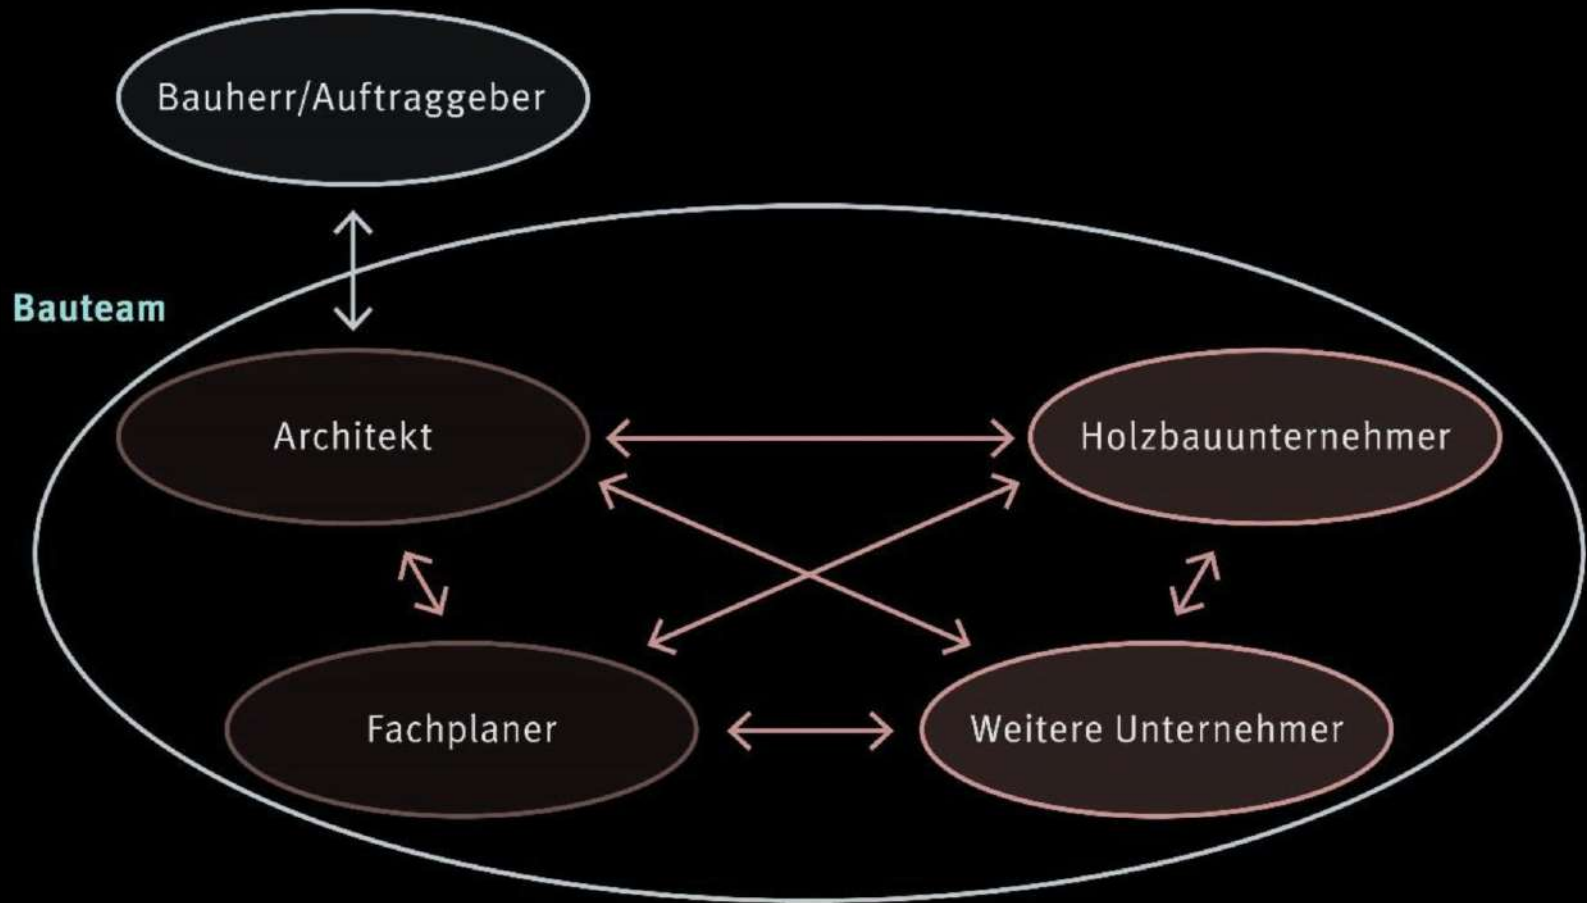 Bauherr/Auftraggeber
Bauteam
Architekt
Holzbauunternehmer
Fachplaner
Weitere Unternehmer